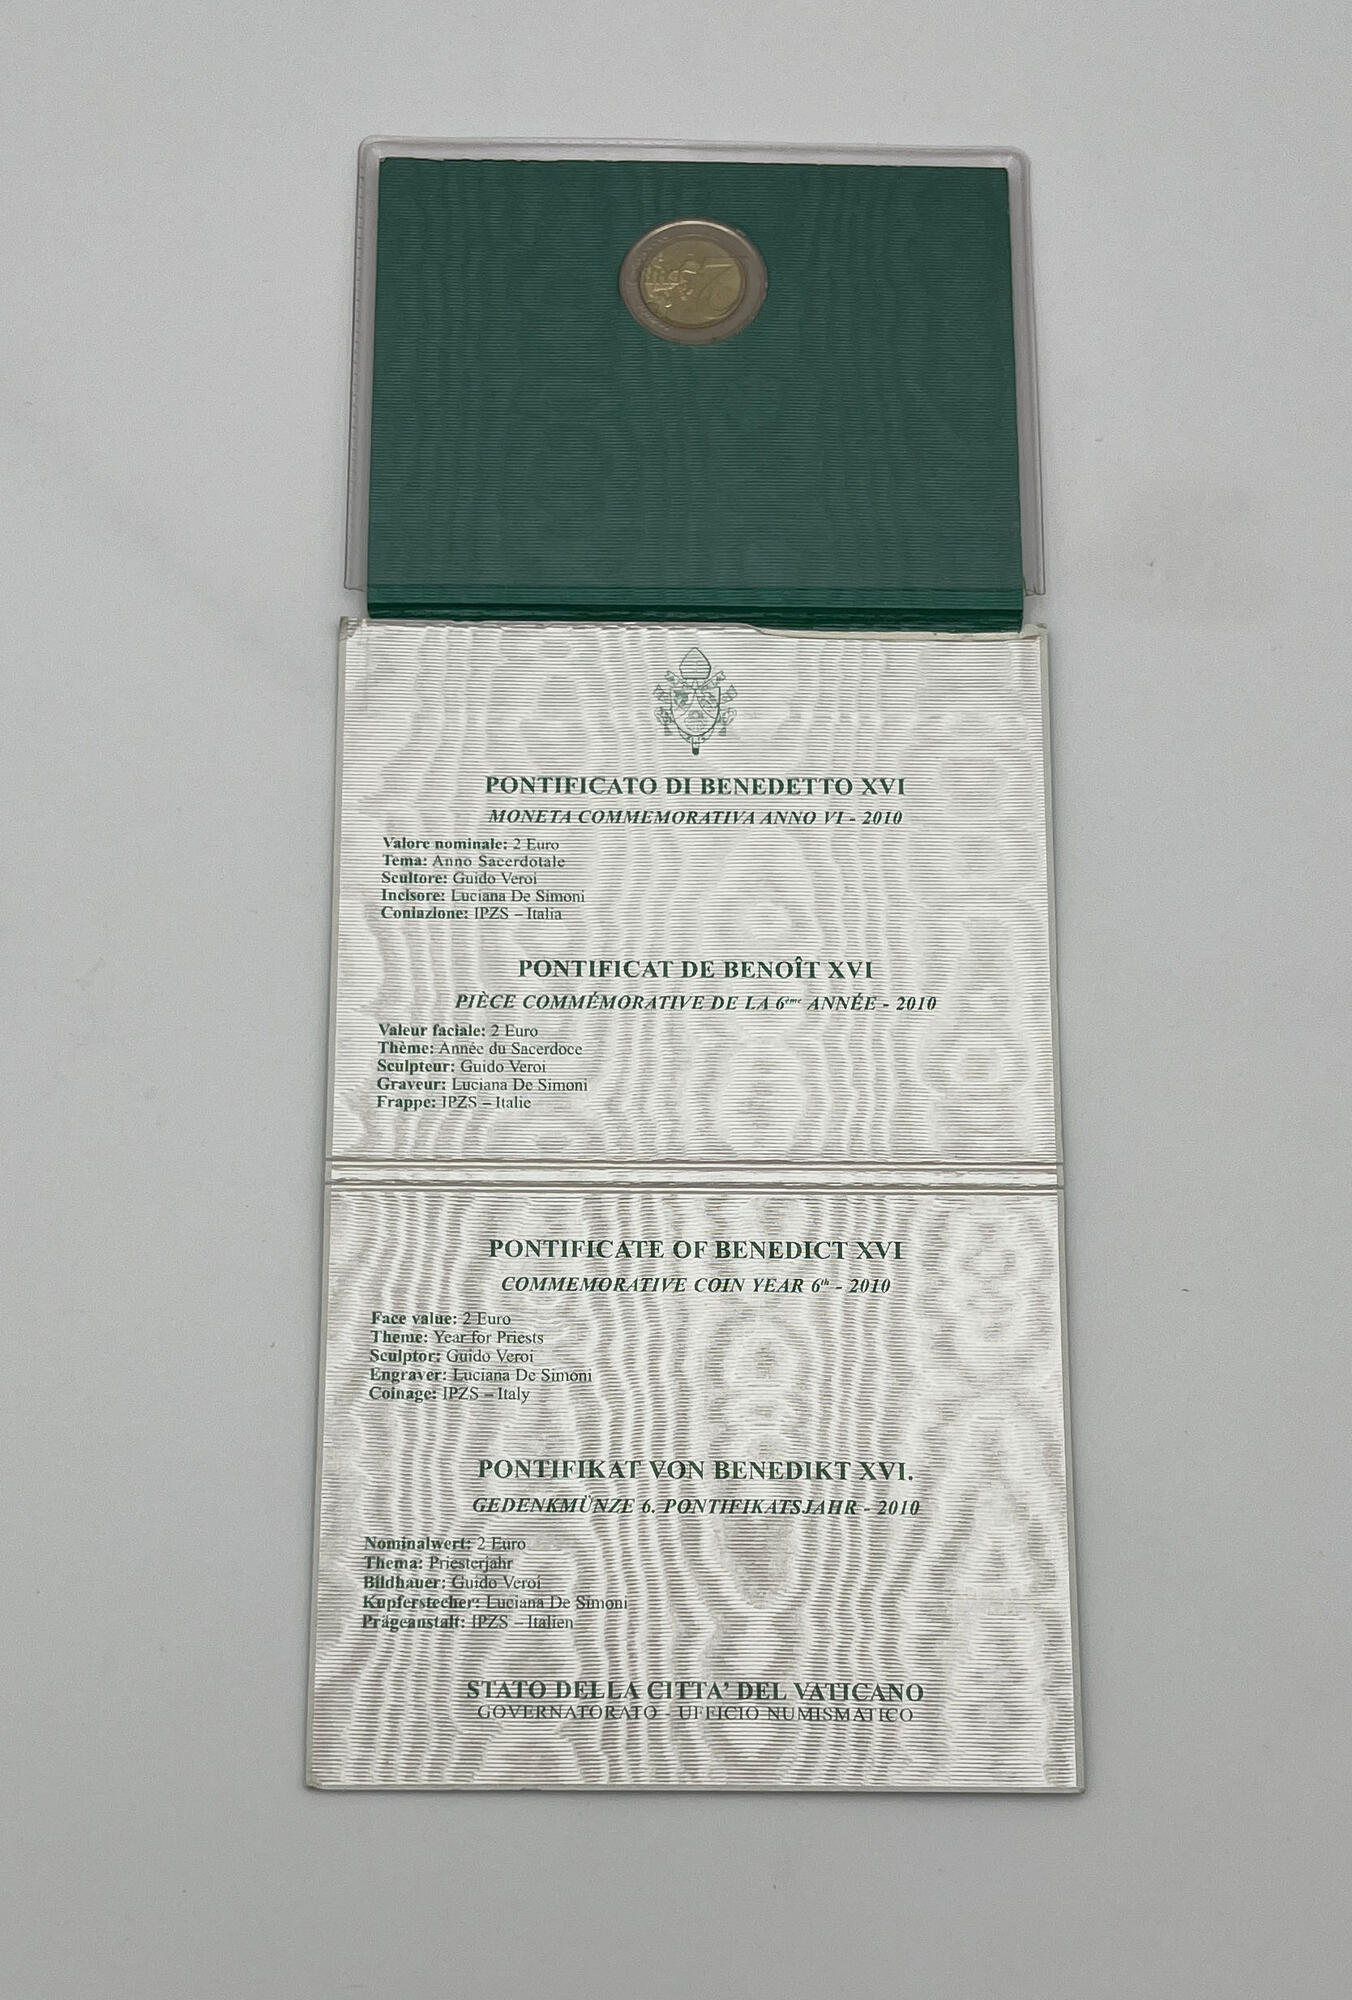 PONTIFICATO DI BENEDETTO XVI
MONETA COMMEMORATIVA ANNO VI - 2010
Valore nominale: 2 Euro
Tema: Anno Sacerdotale
Scultore: Guido Veroi
Incisore: Luciana De Simoni
Coniazione: IPZS – Italia
PONTIFICAT DE BENOÎT XVI
PIÈCE COMMÉMORATIVE DE LA 6ème ANNÉE - 2010
Valeur faciale: 2 Euro
Thème: Année du Sacerdoce
Sculpteur: Guido Veroi
Graveur: Luciana De Simoni
Frappe: IPZS – Italie
PONTIFICATE OF BENEDICT XVI
COMMEMORATIVE COIN YEAR 6th - 2010
Face value: 2 Euro
Theme: Year for Priests
Sculptor: Guido Veroi
Engraver: Luciana De Simoni
Coinage: IPZS – Italy
PONTIFIKAT VON BENEDIKT XVI.
GEDENKMÜNZE 6. PONTIFIKATSJAHR - 2010
Nominalwert: 2 Euro
Thema: Priesterjahr
Bildhauer: Guido Veroi
Kupferstecher: Luciana De Simoni
Prägeanstalt: IPZS – Italien
STATO DELLA CITTA' DEL VATICANO
GOVERNATORATO - UFFICIO NUMISMATICO